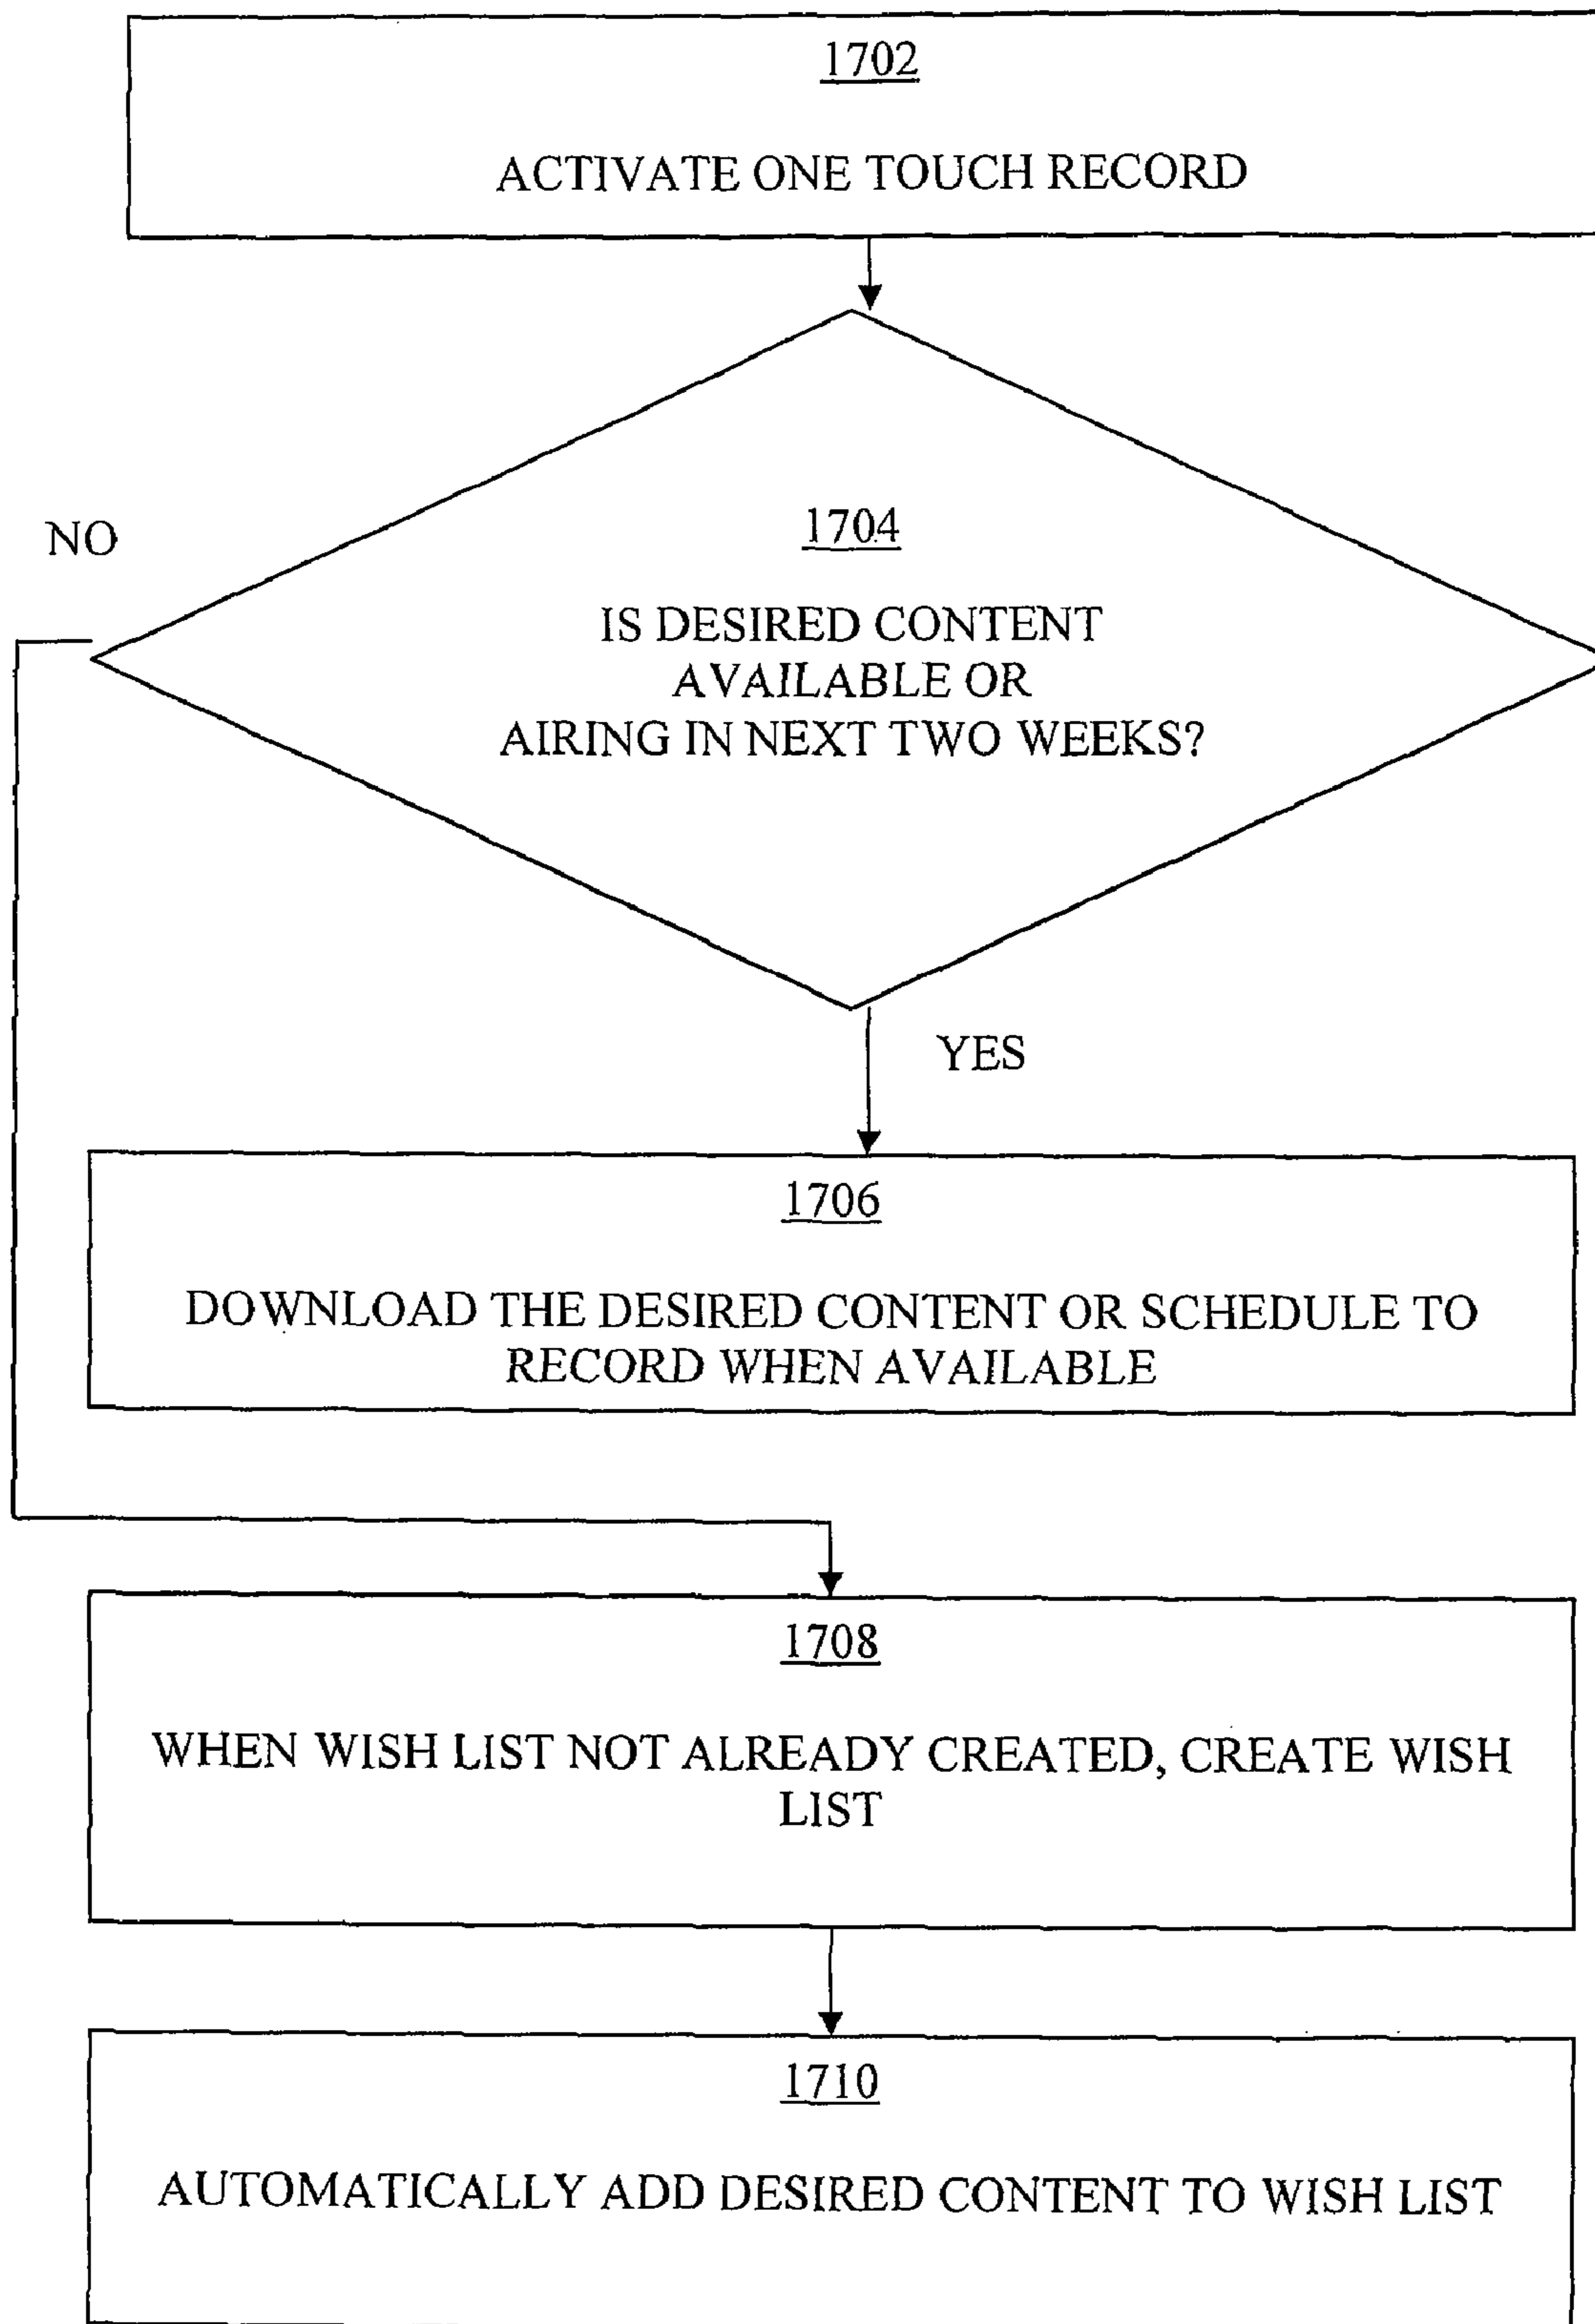 1702
ACTIVATE ONE TOUCH RECORD
NO
1704
IS DESIRED CONTENT
AVAILABLE OR
AIRING IN NEXT TWO WEEKS?
YES
1706
DOWNLOAD THE DESIRED CONTENT OR SCHEDULE TO
RECORD WHEN AVAILABLE
1708
WHEN WISH LIST NOT ALREADY CREATED, CREATE WISH
LIST
1710
AUTOMATICALLY ADD DESIRED CONTENT TO WISH LIST